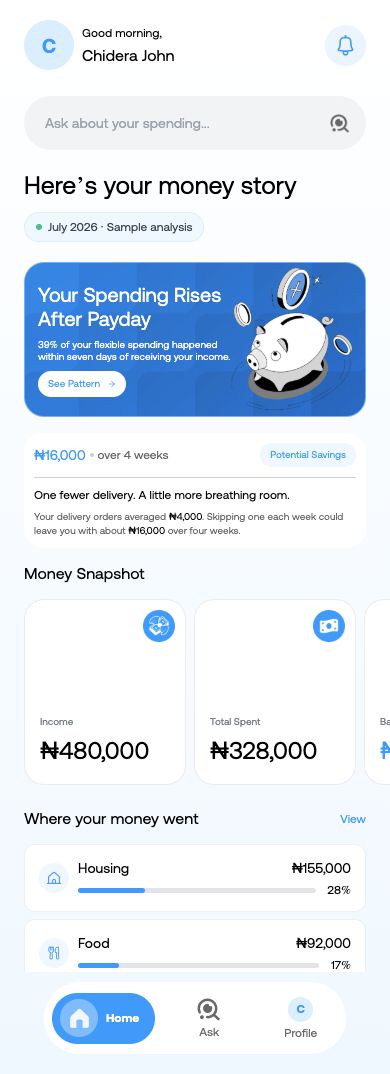 C
Good morning,
Chidera John
Ask about your spending...
Here’s your money story
July 2026 · Sample analysis
Your Spending Rises
After Payday
39% of your flexible spending happened
within seven days of receiving your income.
See Pattern →
₦16,000 • over 4 weeks
Potential Savings
One fewer delivery. A little more breathing room.
Your delivery orders averaged ₦4,000. Skipping one each week could
leave you with about ₦16,000 over four weeks.
Money Snapshot
Income
₦480,000
Total Spent
₦328,000
Ba
Where your money went
View
Housing
₦155,000
28%
Food
₦92,000
17%
Home
Ask
C
Profile